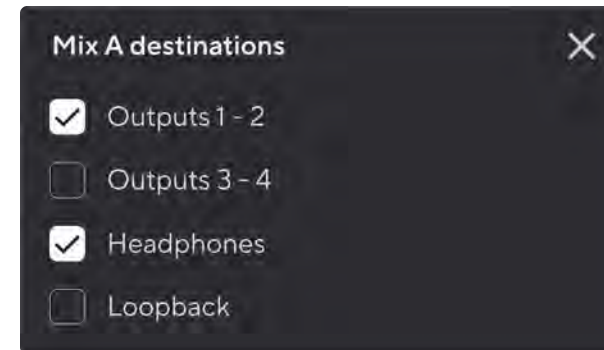 Mix A destinations
Outputs 1 - 2
Outputs 3 - 4
Headphones
Loopback